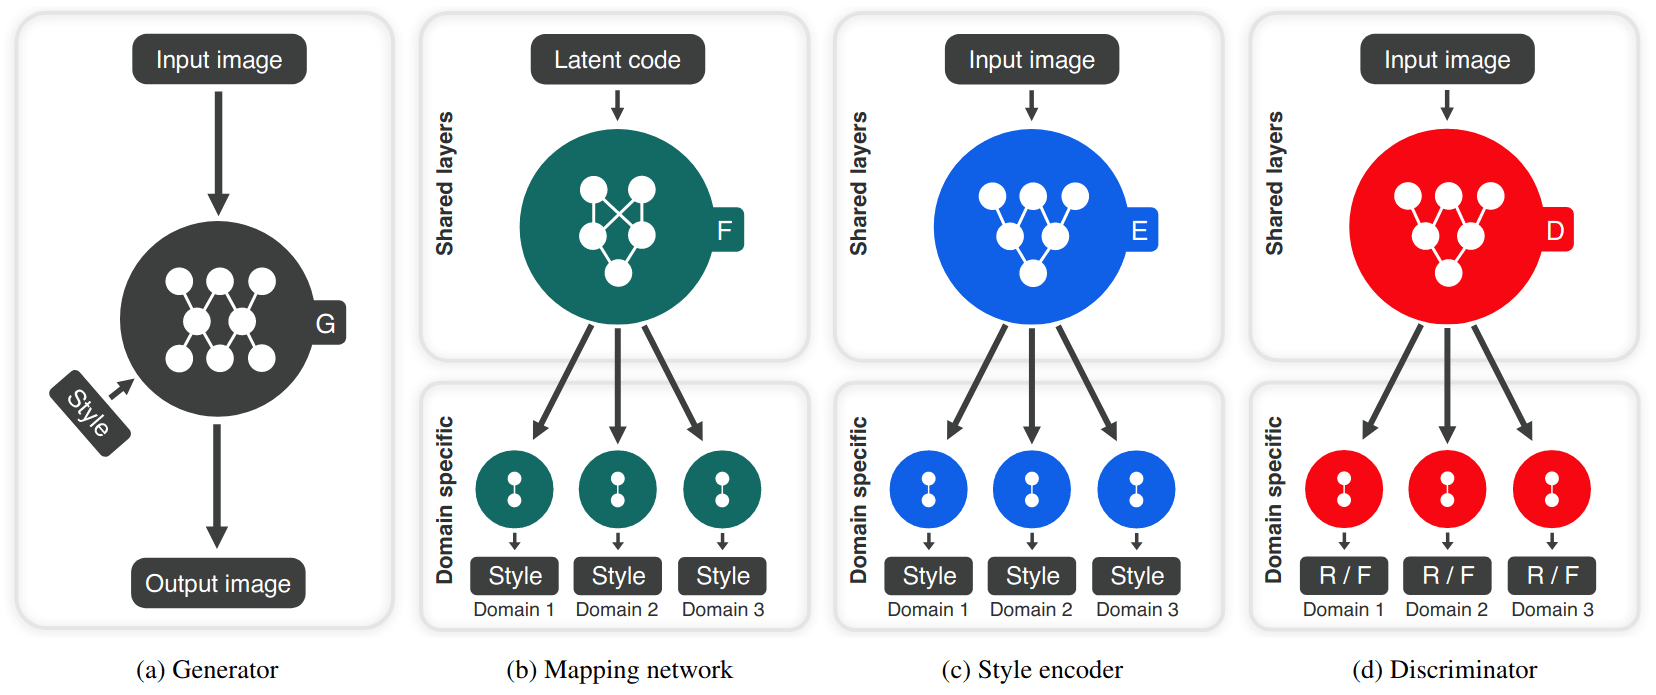 Input image
G
Style
Output image
(a) Generator
Latent code
Shared layers
F
Domain specific
Style
Style
Style
Domain 1
Domain 2
Domain 3
(b) Mapping network
Input image
Shared layers
E
Domain specific
Style
Style
Style
Domain 1
Domain 2
Domain 3
(c) Style encoder
Input image
Shared layers
D
Domain specific
R / F
R / F
R / F
Domain 1
Domain 2
Domain 3
(d) Discriminator